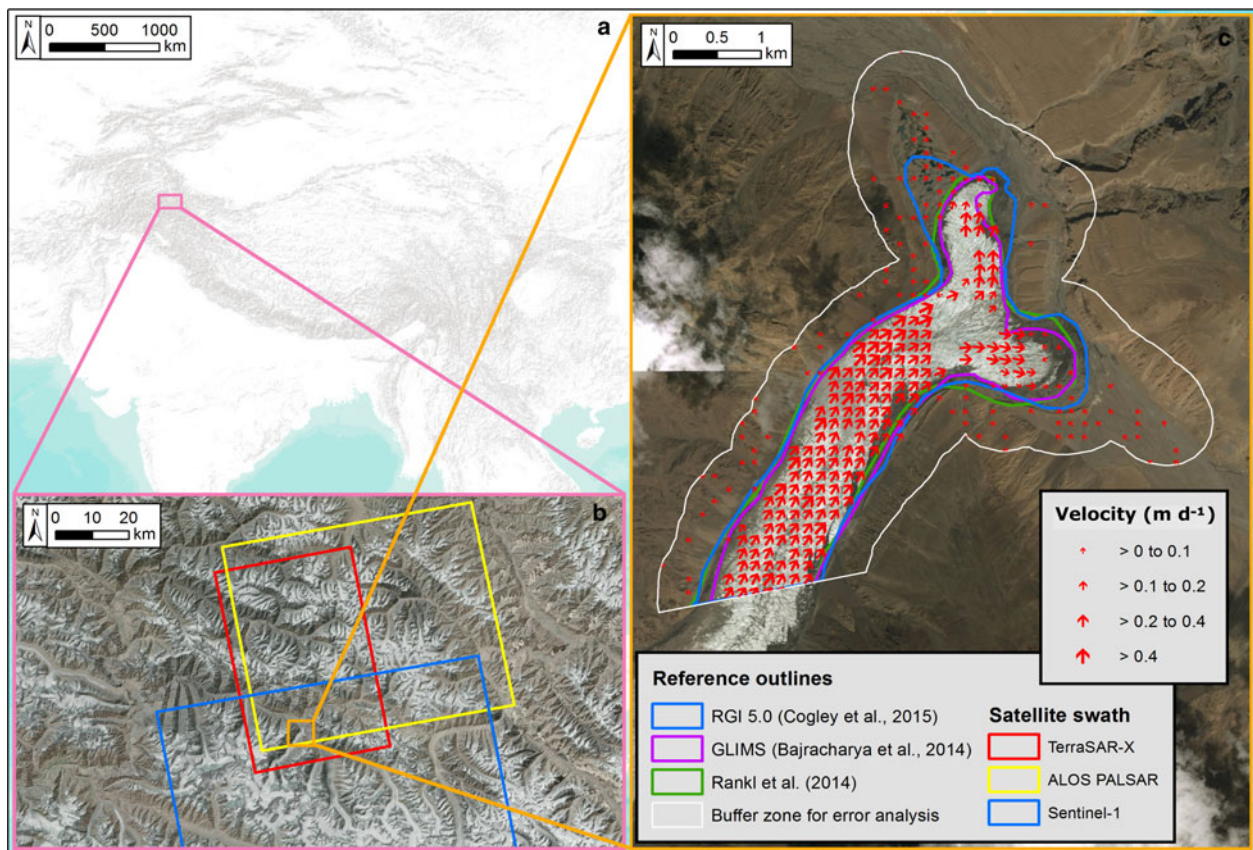 N
0 500 1000
km
a
N
0 10 20
km
b
N
0 0.5 1
km
c
Velocity (m d⁻¹)
> 0 to 0.1
> 0.1 to 0.2
> 0.2 to 0.4
> 0.4
Reference outlines
RGI 5.0 (Cogley et al., 2015)
GLIMS (Bajracharya et al., 2014)
Rankl et al. (2014)
Buffer zone for error analysis
Satellite swath
TerraSAR-X
ALOS PALSAR
Sentinel-1